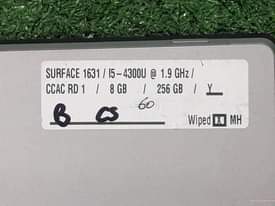 SURFACE 1631 / I5-4300U @ 1.9 GHz /
CCAC RD 1 / 8 GB / 256 GB / Y
B CS 60
Wiped MH